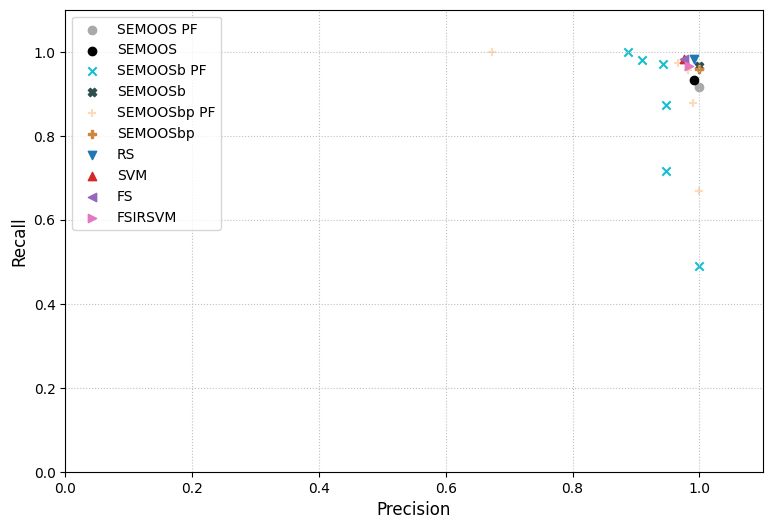 SEMOOS PF
SEMOOS
SEMOOSb PF
SEMOOSb
SEMOOSbp PF
SEMOOSbp
RS
SVM
FS
FSIRSVM
Recall
1.0
0.8
0.6
0.4
0.2
0.0
0.0 0.2 0.4 0.6 0.8 1.0
Precision